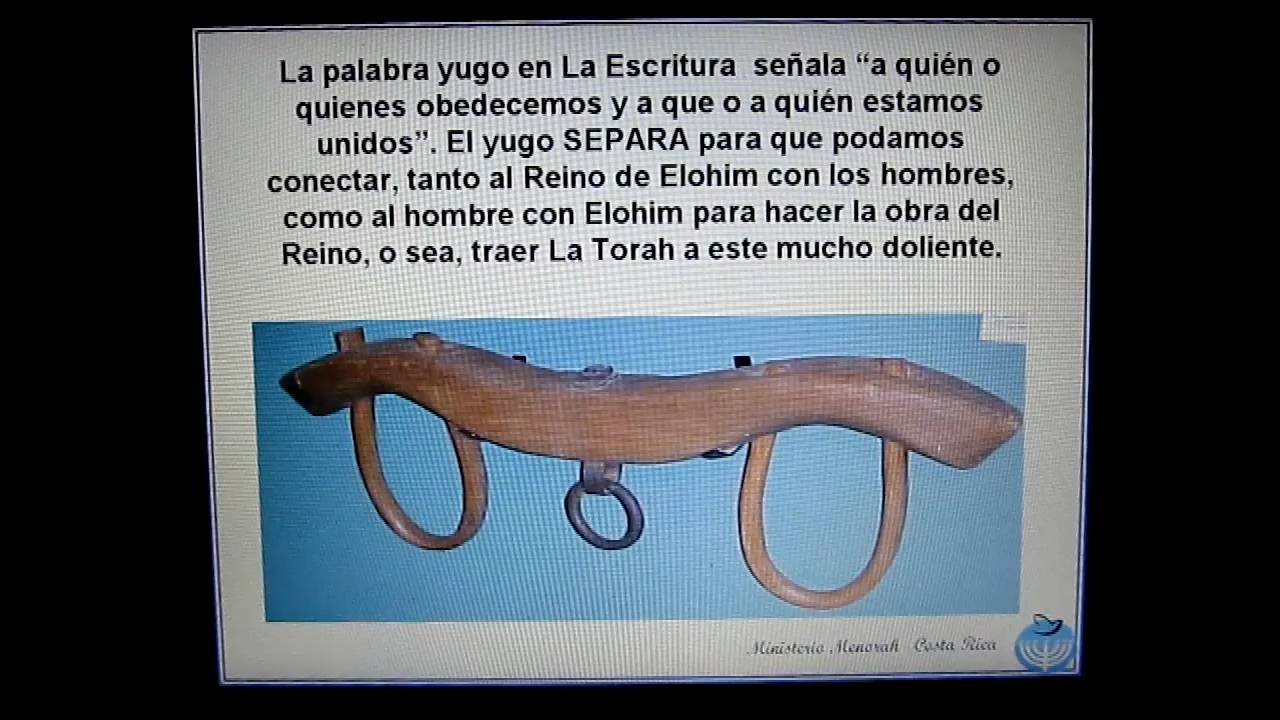 La palabra yugo en La Escritura señala “a quién o
quienes obedecemos y a que o a quién estamos
unidos”. El yugo SEPARA para que podamos
conectar, tanto al Reino de Elohim con los hombres,
como al hombre con Elohim para hacer la obra del
Reino, o sea, traer La Torah a este mucho doliente.
Ministerio Menorah Costa Rica